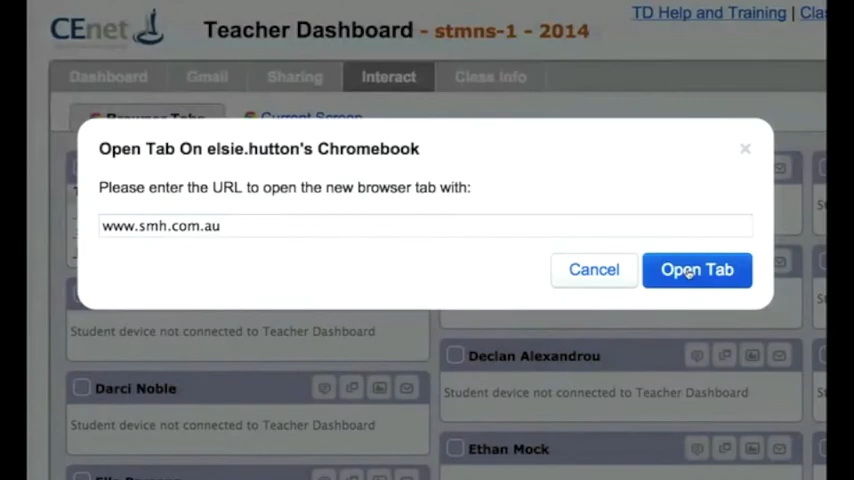 CEnet
Teacher Dashboard - stmns-1 - 2014
TD Help and Training | Clas
Dashboard
Gmail
Sharing
Interact
Class Info
Browser Tabs
Current Screen
Open Tab On elsie.hutton's Chromebook
×
Please enter the URL to open the new browser tab with:
www.smh.com.au
Cancel
Open Tab
Student device not connected to Teacher Dashboard
Declan Alexandrou
Darci Noble
Student device not connected to Teacher Dashboard
Student device not connected to Teacher Dashboard
Ethan Mock